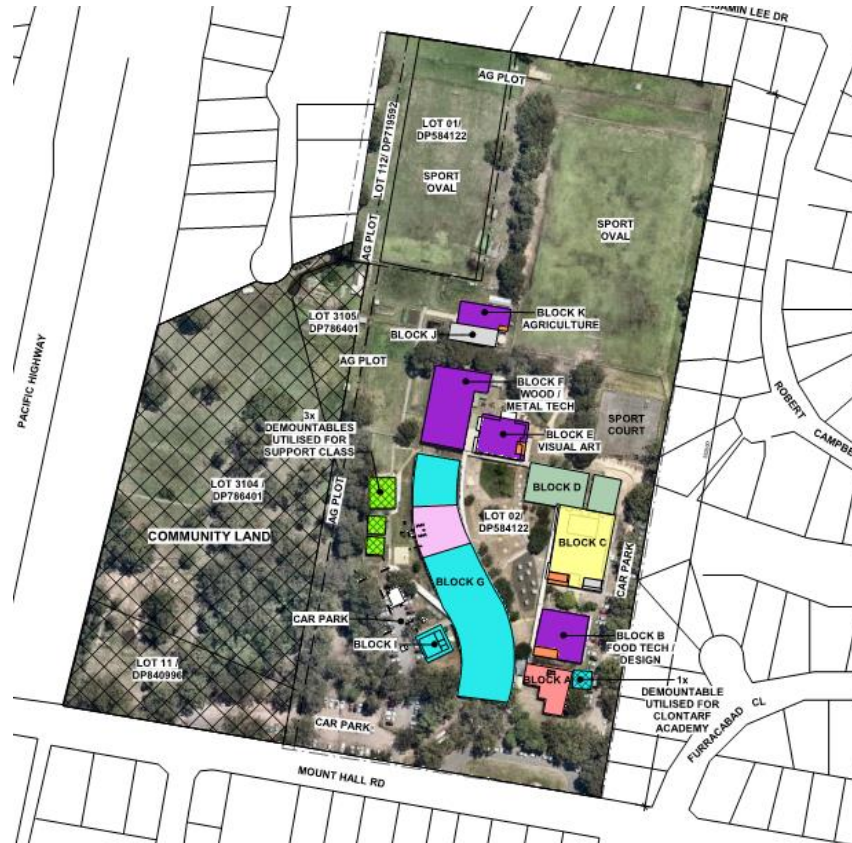 JAMIN LEE DR
AG PLOT
LOT 01/
DP584122
LOT 112/ DP719592
SPORT
OVAL
SPORT
OVAL
AG PLOT
LOT 3105/
DP786401
BLOCK K
AGRICULTURE
BLOCK J
AG PLOT
PACIFIC HIGHWAY
BLOCK F
WOOD /
METAL TECH
ROBERT
CAMPBE
3x
DEMOUNTABLES
UTILISED FOR
SUPPORT CLASS
SPORT
COURT
BLOCK E
VISUAL ART
LOT 3104 /
DP786401
AG PLOT
BLOCK D
LOT 02/
DP584122
COMMUNITY LAND
BLOCK C
CAR PARK
BLOCK G
CAR PARK
BLOCK I
BLOCK B
FOOD TECH /
DESIGN
LOT 11 /
DP840996
BLOCK A
1x
DEMOUNTABLE
UTILISED FOR
CLONTARF
ACADEMY
CAR PARK
FURRACABAD CL
MOUNT HALL RD